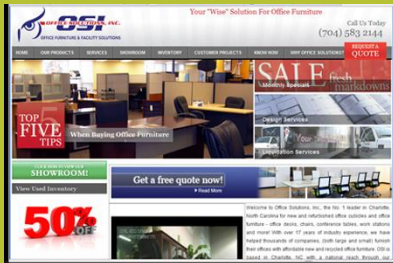 Your "Wise" Solution For Office Furniture
OFFICE SOLUTIONS, INC.
OSI
OFFICE FURNITURE & FACILITY SOLUTIONS
Call Us Today
(704) 583 2144
HOME
OUR PRODUCTS
SERVICES
SHOWROOM
INVENTORY
CUSTOMER PROJECTS
KNOW WISE
WHY OFFICE SOLUTIONS?
REQUEST A
QUOTE
SALE fresh
markdowns
Monthly Specials
TOP
FIVE
TIPS
When Buying Office Furniture
Design Services
Liquidation Services
SHOWROOM!
View Used Inventory
Get a free quote now!
Read More
50%
OFF
Welcome to Office Solutions, Inc, the No. 1 leader in Charlotte,
North Carolina for new and refurbished office cubicles and office
furniture - office desks, chairs, conference tables, work stations
and more! With over 17 years of industry experience, we have
helped thousands of companies, (both large and small) furnish
their offices with affordable new and recycled office furniture. OSI is
based in Charlotte, NC with a national reach through our